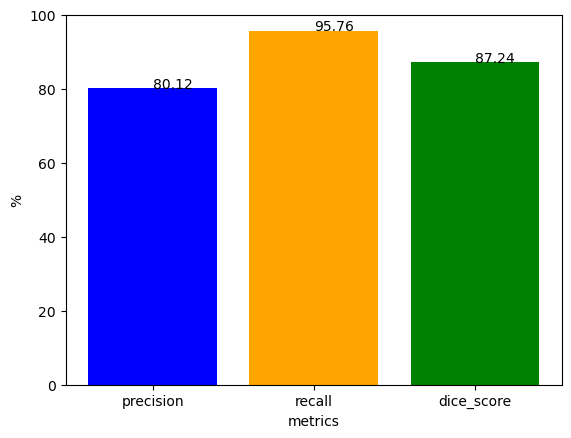 100
80
60
40
20
0
%
80.12
95.76
87.24
precision
recall
dice_score
metrics